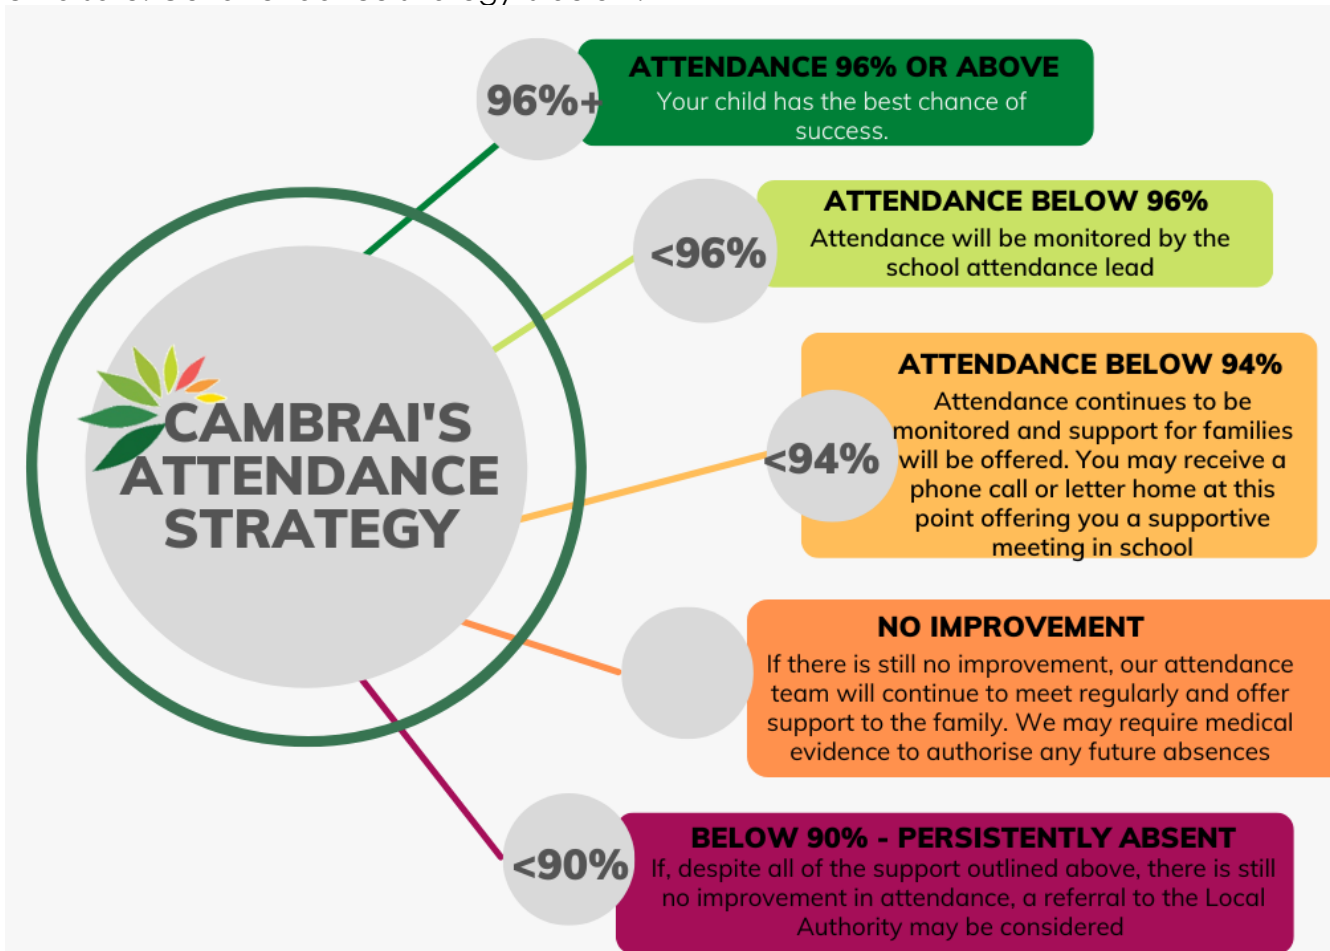 CAMBRAI'S
ATTENDANCE
STRATEGY
96%+
ATTENDANCE 96% OR ABOVE
Your child has the best chance of
success.
<96%
ATTENDANCE BELOW 96%
Attendance will be monitored by the
school attendance lead
<94%
ATTENDANCE BELOW 94%
Attendance continues to be
monitored and support for families
will be offered. You may receive a
phone call or letter home at this
point offering you a supportive
meeting in school
NO IMPROVEMENT
If there is still no improvement, our attendance
team will continue to meet regularly and offer
support to the family. We may require medical
evidence to authorise any future absences
<90%
BELOW 90% - PERSISTENTLY ABSENT
If, despite all of the support outlined above, there is still
no improvement in attendance, a referral to the Local
Authority may be considered